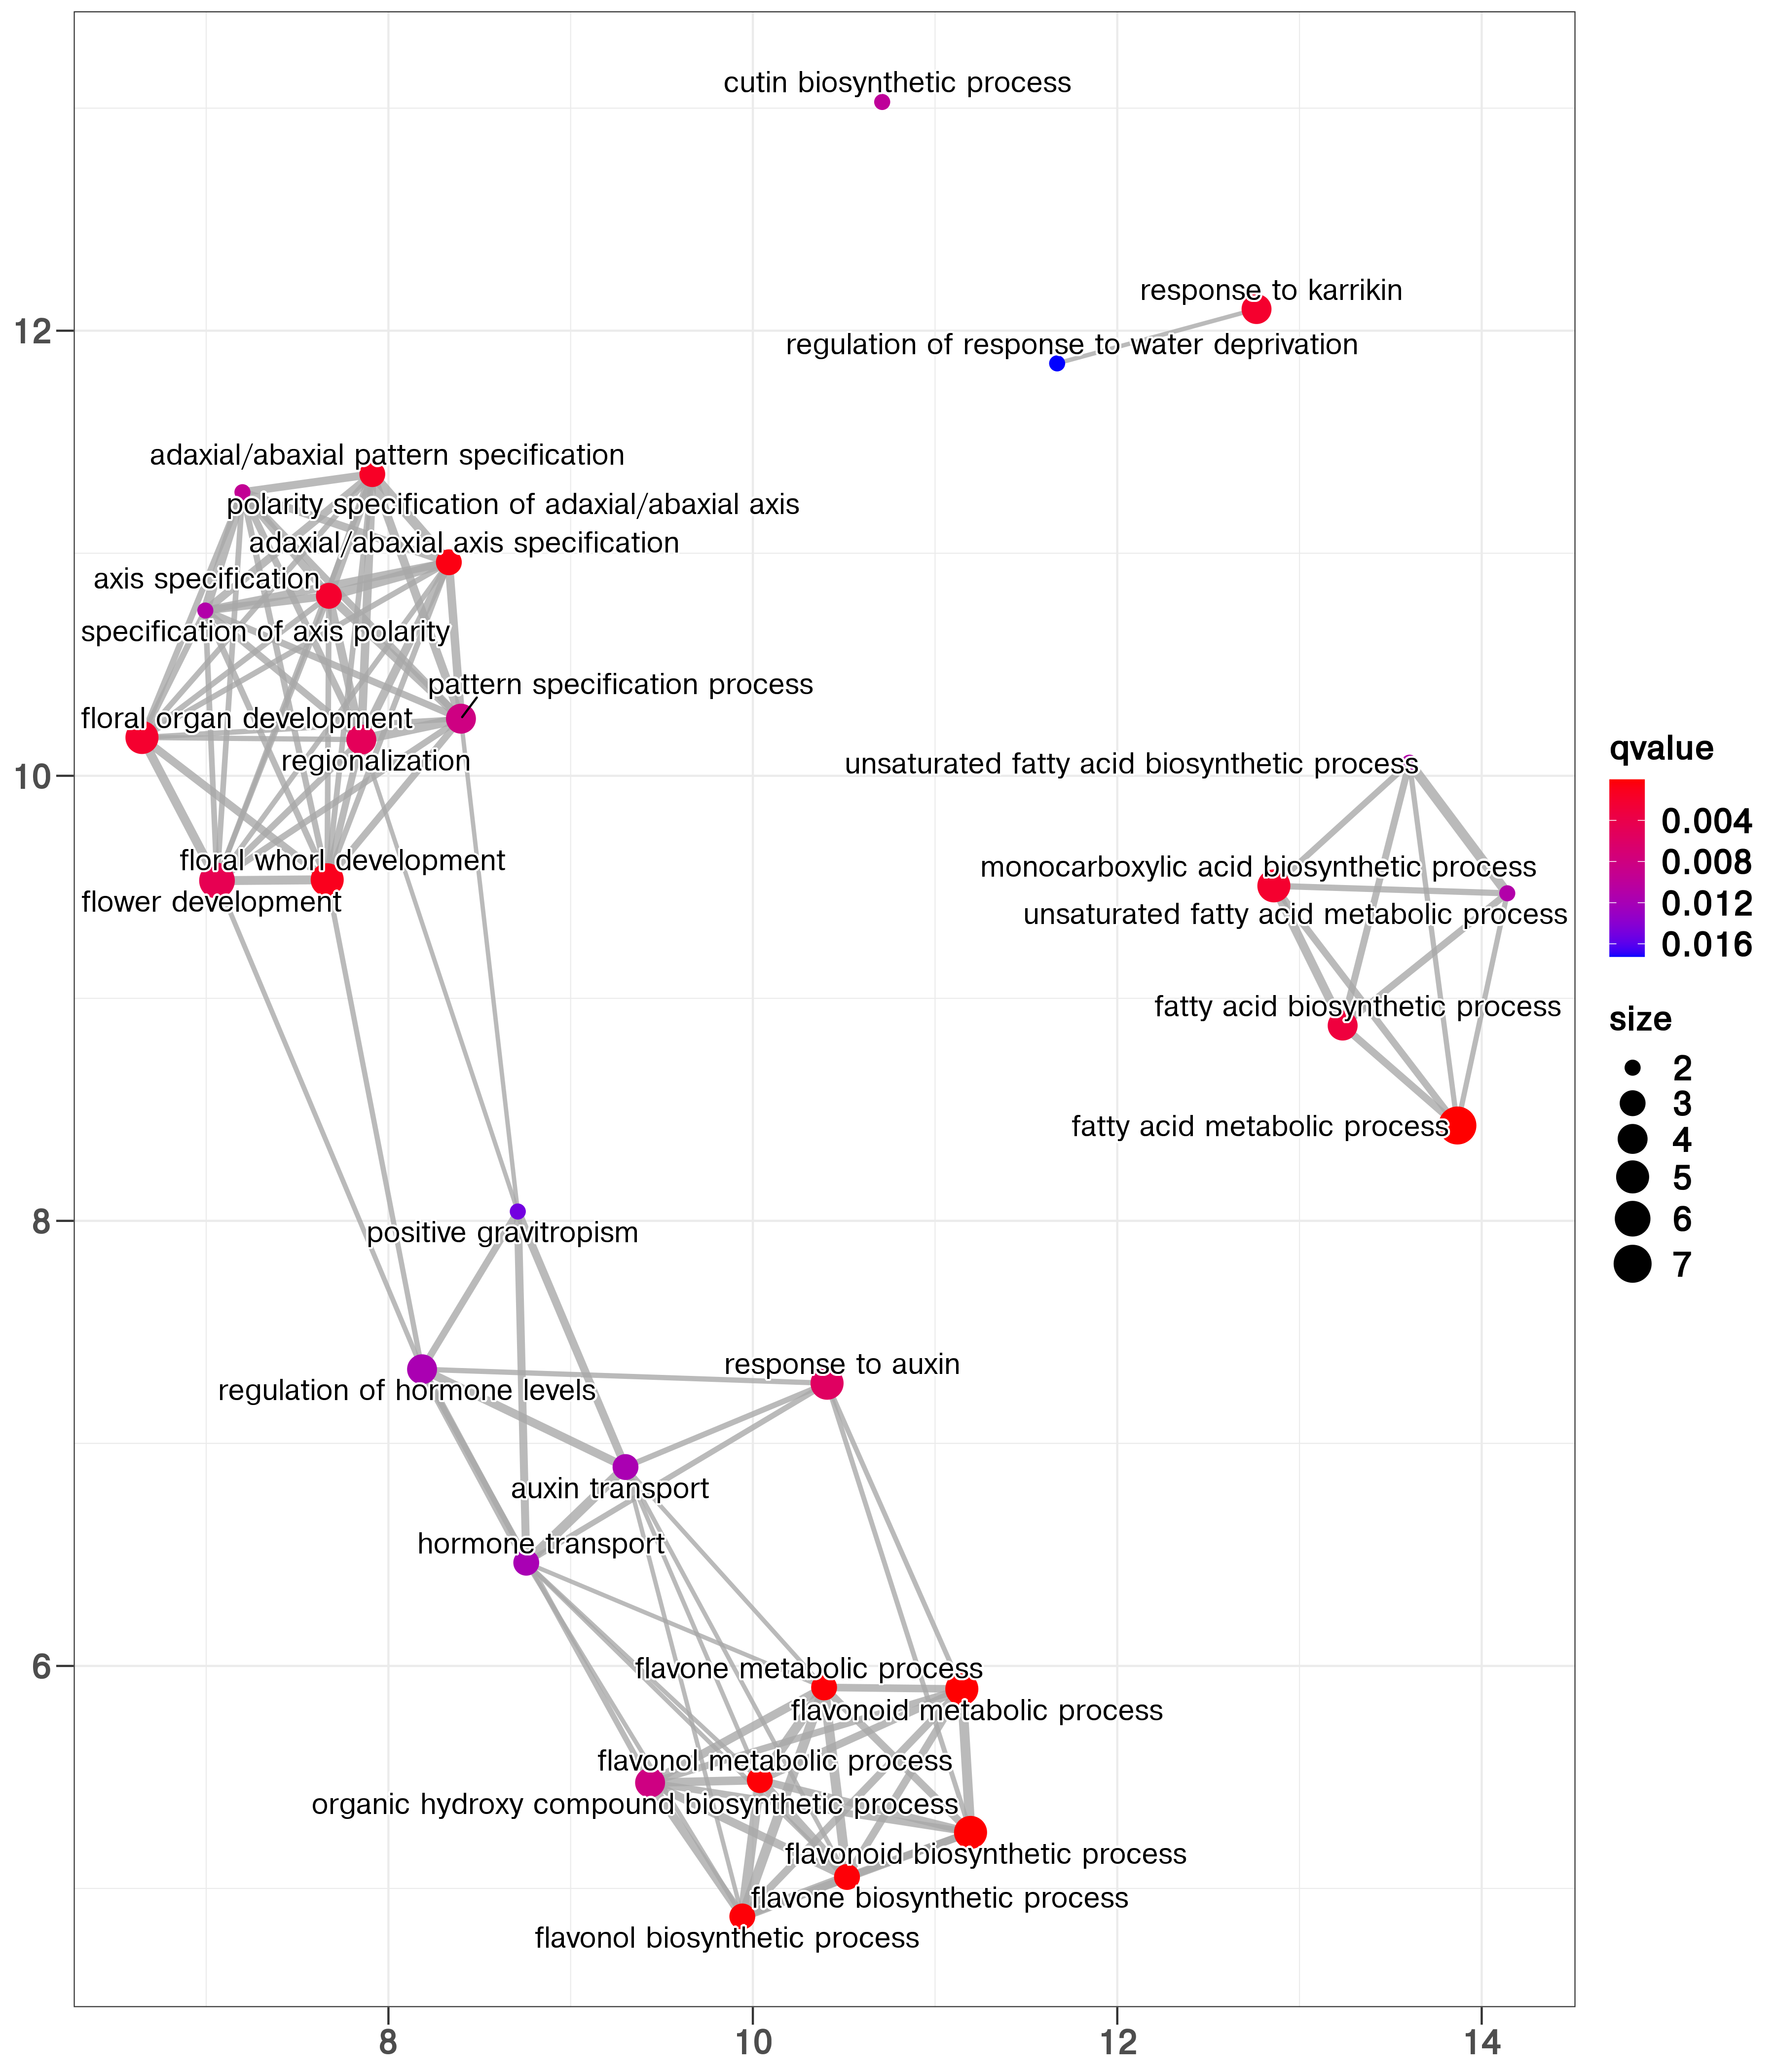 cutin biosynthetic process
response to karrikin
12
regulation of response to water deprivation
adaxial/abaxial pattern specification
polarity specification of adaxial/abaxial axis
adaxial/abaxial axis specification
axis specification
specification of axis polarity
pattern specification process
floral organ development
regionalization
10
unsaturated fatty acid biosynthetic process
floral whorl development
flower development
monocarboxylic acid biosynthetic process
unsaturated fatty acid metabolic process
fatty acid biosynthetic process
fatty acid metabolic process
8
positive gravitropism
response to auxin
regulation of hormone levels
auxin transport
hormone transport
6
flavone metabolic process
flavonoid metabolic process
flavonol metabolic process
organic hydroxy compound biosynthetic process
flavonoid biosynthetic process
flavone biosynthetic process
flavonol biosynthetic process
8
10
12
14
qvalue
0.004
0.008
0.012
0.016
size
2
3
4
5
6
7